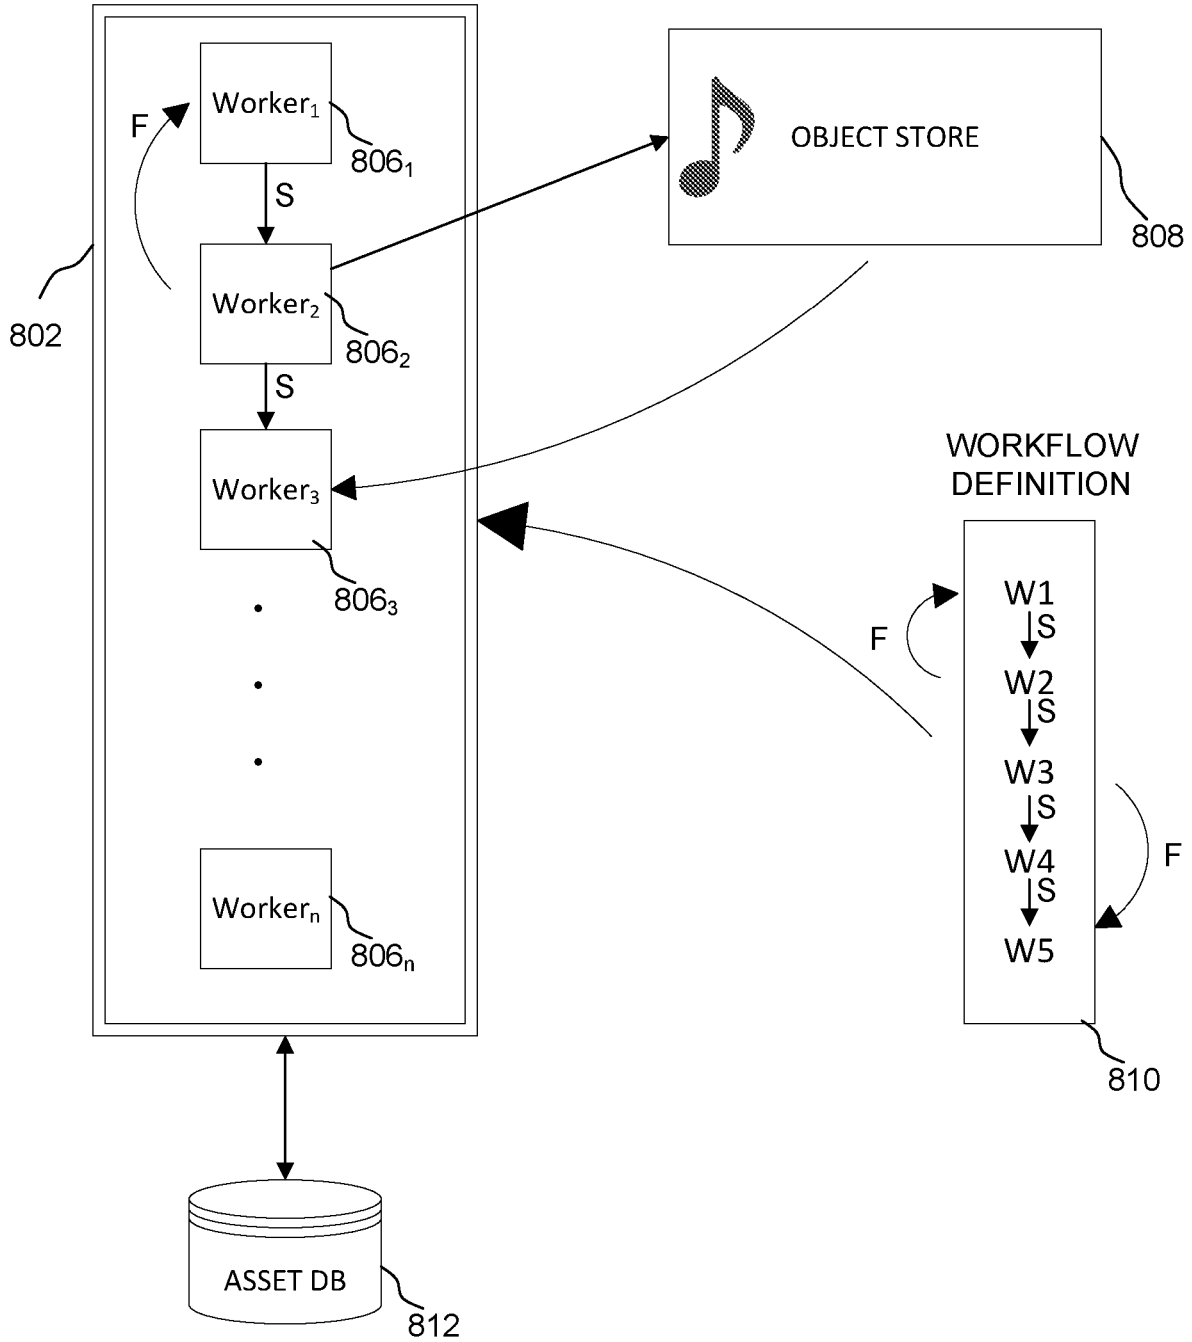 Worker₁
F
806₁
S
OBJECT STORE
808
802
Worker₂
806₂
S
Worker₃
806₃
WORKFLOW
DEFINITION
W1
F
S
W2
S
W3
S
F
W4
S
W5
Workerₙ
806ₙ
810
ASSET DB
812